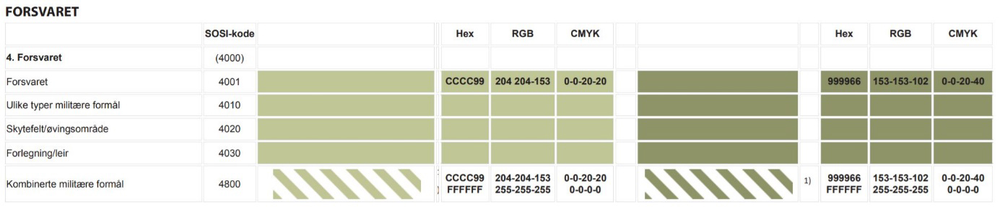 FORSVARET
SOSI-kode Hex RGB CMYK Hex RGB CMYK
4. Forsvaret (4000)
Forsvaret 4001 CCCC99 204 204-153 0-0-20-20 999966 153-153-102 0-0-20-40
Ulike typer militære formål 4010
Skytefelt/øvingsområde 4020
Forlegning/leir 4030
Kombinerte militære formål 4800 CCCC99 204-204-153 0-0-20-20 1) 999966 153-153-102 0-0-20-40
FFFFFF 255-255-255 0-0-0-0 FFFFFF 255-255-255 0-0-0-0